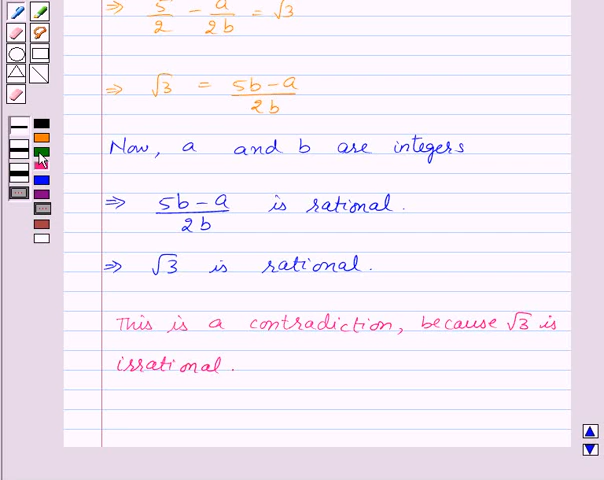 ⇒ 5/2 - a/2b = √3
⇒ √3 = 5b-a/2b
Now, a and b are integers
⇒ 5b-a/2b is rational.
⇒ √3 is rational.
This is a contradiction, because √3 is
irrational.